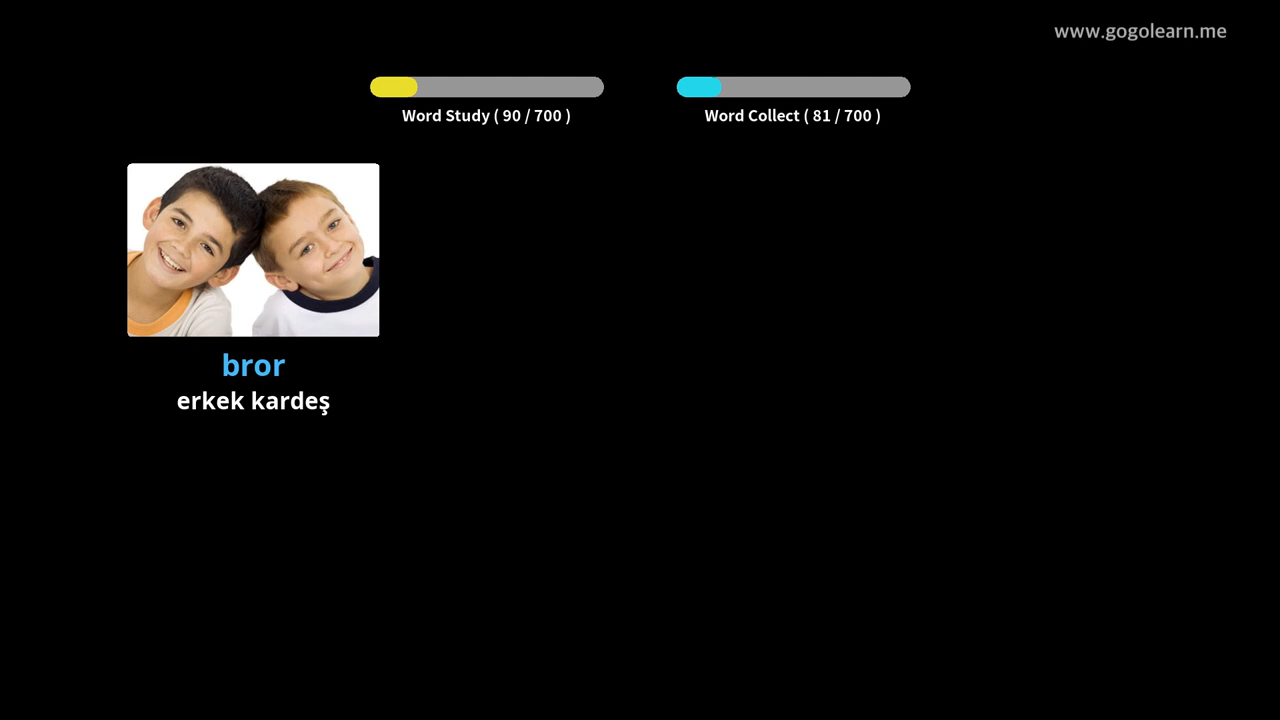 www.gogolearn.me
Word Study ( 90 / 700 )
Word Collect ( 81 / 700 )
bror
erkek kardeş